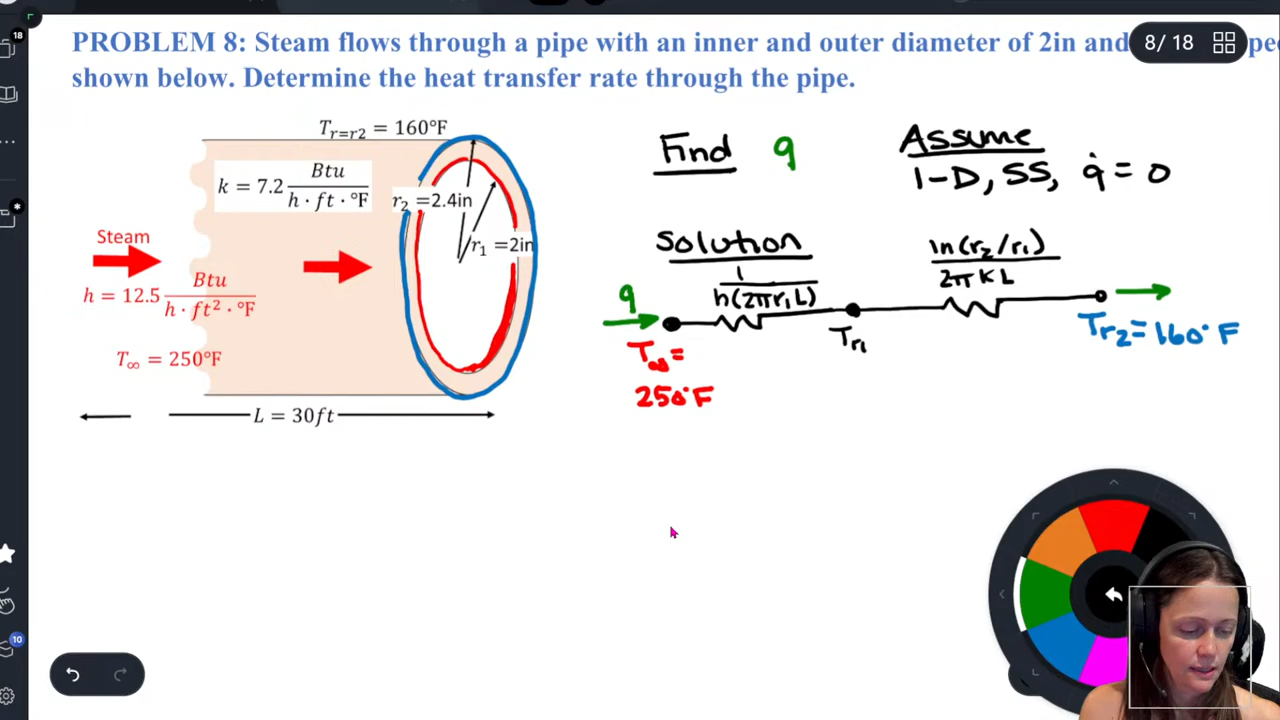 18
8/18
PROBLEM 8: Steam flows through a pipe with an inner and outer diameter of 2in and
shown below. Determine the heat transfer rate through the pipe.
T_{r=r2} = 160°F
k = 7.2 Btu / h · ft · °F
r₂ =2.4in
r₁ =2in
Steam
h = 12.5 Btu / h · ft² · °F
T∞ = 250°F
L = 30ft
Find q
Assume
1-D, SS, q̇ = 0
Solution
1 / h(2πr₁L)
ln(r₂/r₁) / 2πKL
q
T∞ =
250°F
Tr₁
Tr₂ = 160°F
10